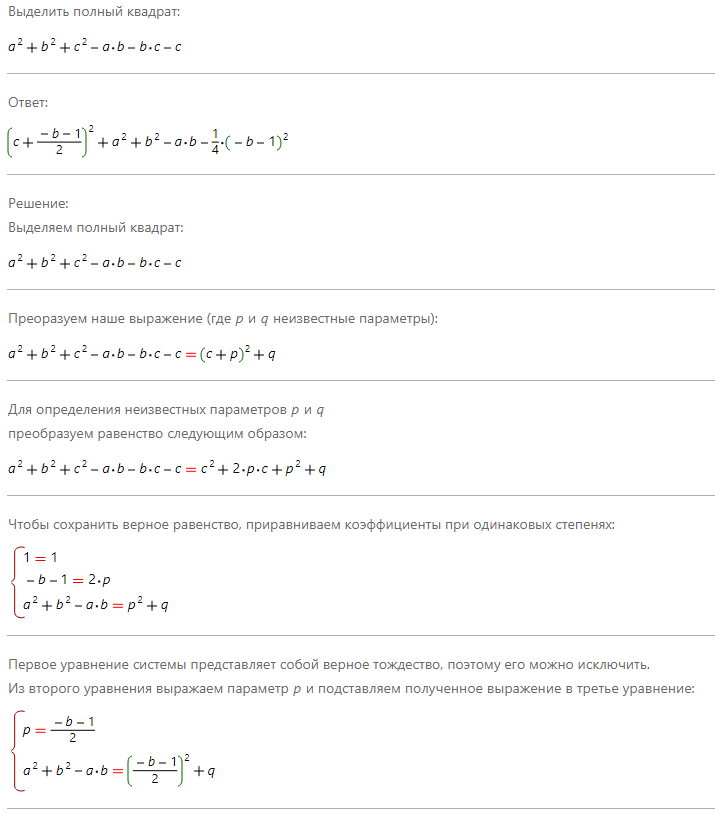 Выделить полный квадрат:
a² + b² + c² – a·b – b·c – c
Ответ:
(c + (–b – 1)/2)² + a² + b² – a·b – 1/4·(–b – 1)²
Решение:
Выделяем полный квадрат:
a² + b² + c² – a·b – b·c – c
Преоразуем наше выражение (где p и q неизвестные параметры):
a² + b² + c² – a·b – b·c – c = (c + p)² + q
Для определения неизвестных параметров p и q
преобразуем равенство следующим образом:
a² + b² + c² – a·b – b·c – c = c² + 2·p·c + p² + q
Чтобы сохранить верное равенство, приравниваем коэффициенты при одинаковых степенях:
1 = 1
–b – 1 = 2·p
a² + b² – a·b = p² + q
Первое уравнение системы представляет собой верное тождество, поэтому его можно исключить.
Из второго уравнения выражаем параметр p и подставляем полученное выражение в третье уравнение:
p = (–b – 1)/2
a² + b² – a·b = ((–b – 1)/2)² + q